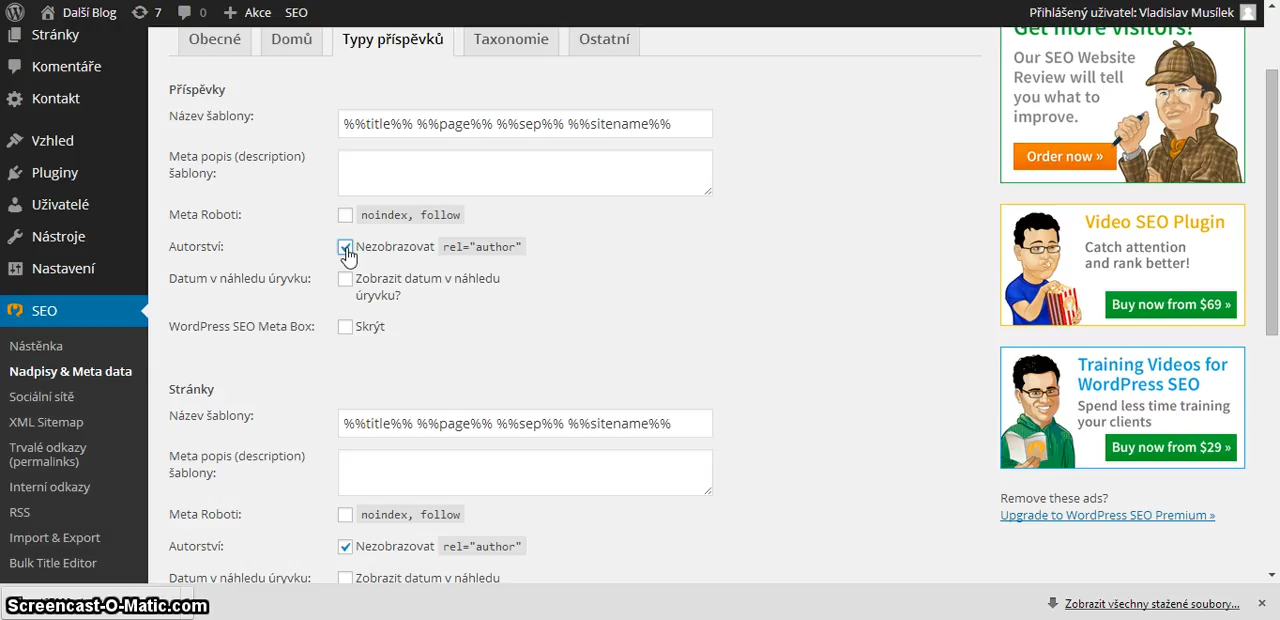 Další Blog 7 0 Akce SEO Přihlášený uživatel: Vladislav Musílek
Stránky
Komentáře
Kontakt
Vzhled
Pluginy
Uživatelé
Nástroje
Nastavení
SEO
Nástěnka
Nadpisy & Meta data
Sociální sítě
XML Sitemap
Trvalé odkazy
(permalinks)
Interní odkazy
RSS
Import & Export
Bulk Title Editor
Obecné Domů Typy příspěvků Taxonomie Ostatní
Příspěvky
Název šablony: %%title%% %%page%% %%sep%% %%sitename%%
Meta popis (description)
šablony:
Meta Roboti: noindex, follow
Autorství: Nezobrazovat rel="author"
Datum v náhledu úryvku: Zobrazit datum v náhledu
úryvku?
WordPress SEO Meta Box: Skrýt
Stránky
Název šablony: %%title%% %%page%% %%sep%% %%sitename%%
Meta popis (description)
šablony:
Meta Roboti: noindex, follow
Autorství: Nezobrazovat rel="author"
Datum v náhledu úryvku: Zobrazit datum v náhledu
Get more visitors!
Our SEO Website
Review will tell
you what to
improve.
Order now »
Video SEO Plugin
Catch attention
and rank better!
Buy now from $69 »
Training Videos for
WordPress SEO
Spend less time training
your clients
Buy now from $29 »
Remove these ads?
Upgrade to WordPress SEO Premium »
Screencast-O-Matic.com
Zobrazit všechny stažené soubory...